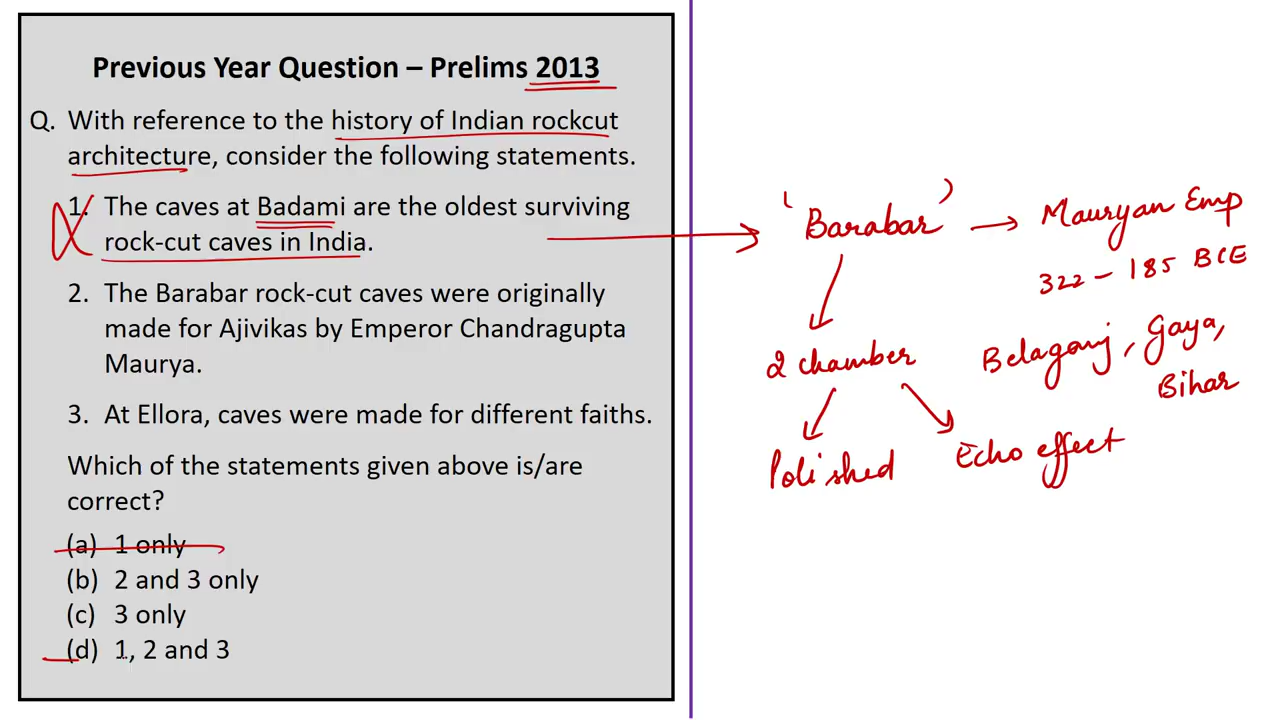 Previous Year Question – Prelims 2013
Q. With reference to the history of Indian rockcut
architecture, consider the following statements.
1. The caves at Badami are the oldest surviving
rock-cut caves in India.
2. The Barabar rock-cut caves were originally
made for Ajivikas by Emperor Chandragupta
Maurya.
3. At Ellora, caves were made for different faiths.
Which of the statements given above is/are
correct?
(a) 1 only
(b) 2 and 3 only
(c) 3 only
(d) 1, 2 and 3
'Barabar' → Mauryan Emp
322 – 185 BCE
2 chamber
Belaganj, Gaya,
Bihar
Polished
Echo effect